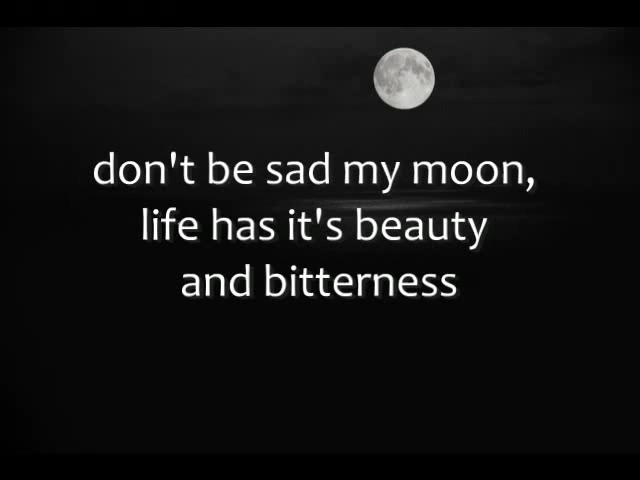 don't be sad my moon,
life has it's beauty
and bitterness